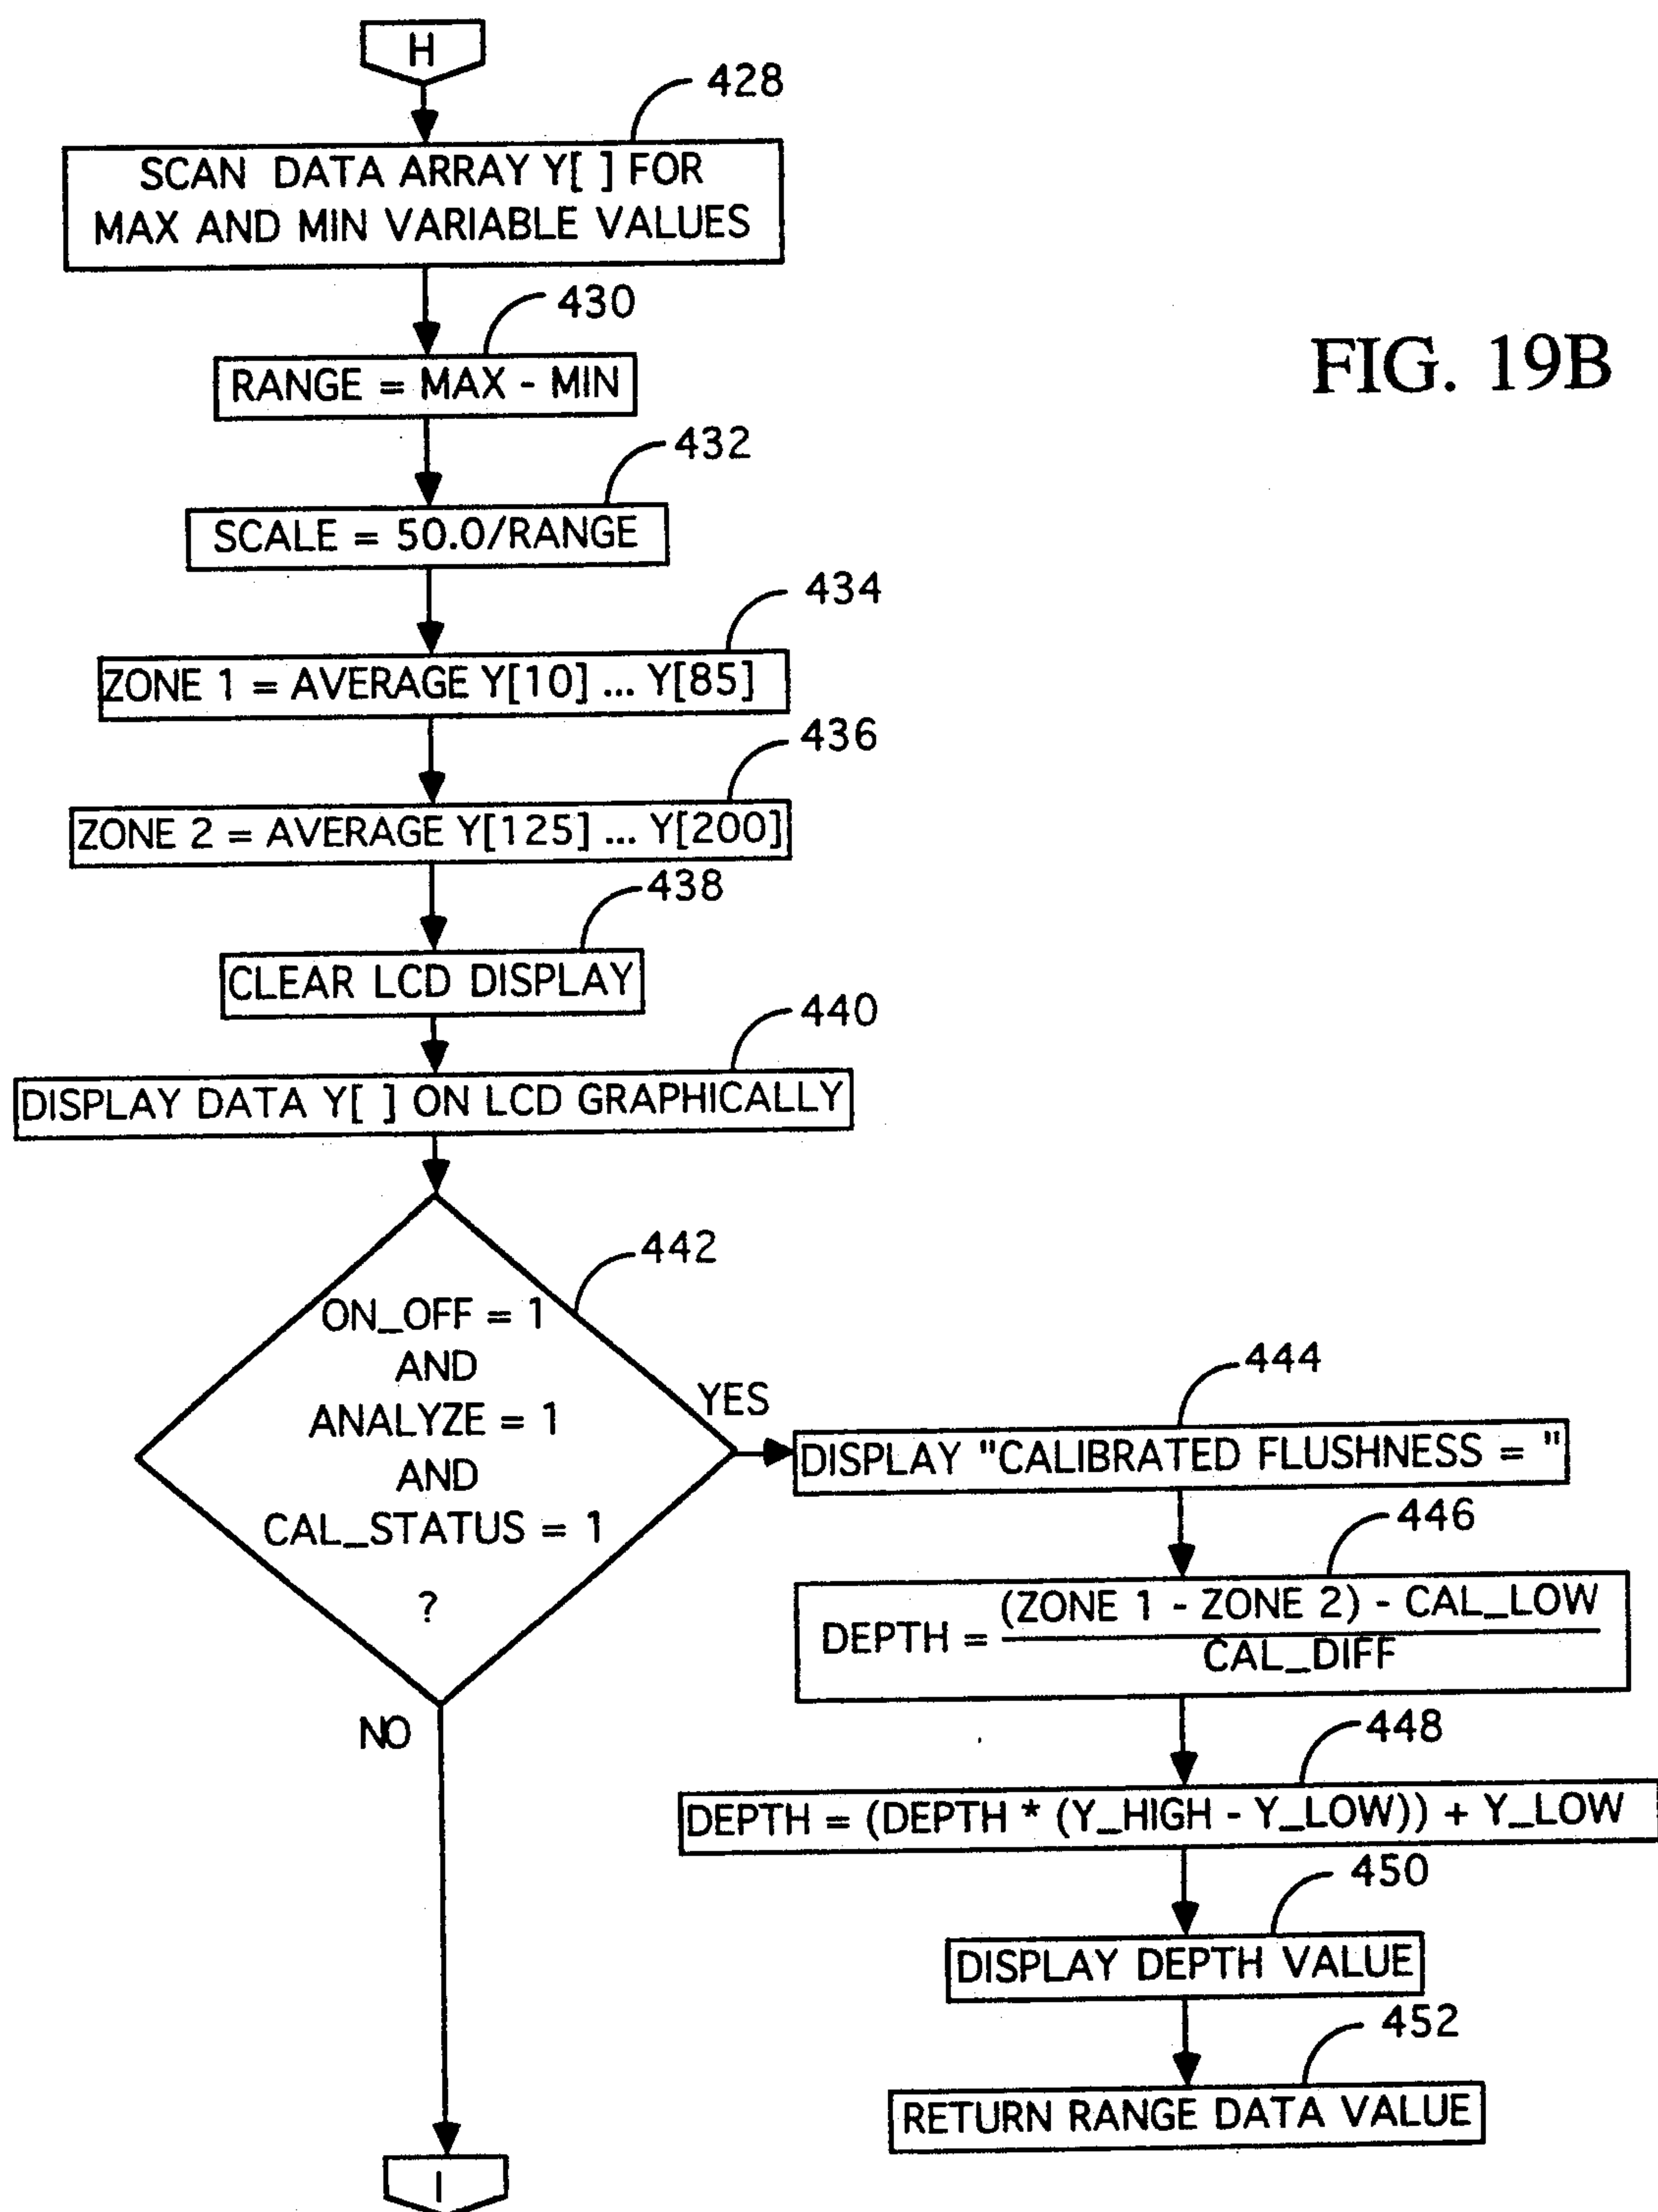 H
428
SCAN DATA ARRAY Y[ ] FOR
MAX AND MIN VARIABLE VALUES
430
RANGE = MAX - MIN
FIG. 19B
432
SCALE = 50.0/RANGE
434
ZONE 1 = AVERAGE Y[10] ... Y[85]
436
ZONE 2 = AVERAGE Y[125] ... Y[200]
438
CLEAR LCD DISPLAY
440
DISPLAY DATA Y[ ] ON LCD GRAPHICALLY
442
ON_OFF = 1
AND
ANALYZE = 1
AND
CAL_STATUS = 1
?
YES
NO
444
DISPLAY "CALIBRATED FLUSHNESS = "
446
DEPTH = (ZONE 1 - ZONE 2) - CAL_LOW
CAL_DIFF
448
DEPTH = (DEPTH * (Y_HIGH - Y_LOW)) + Y_LOW
450
DISPLAY DEPTH VALUE
452
RETURN RANGE DATA VALUE
I